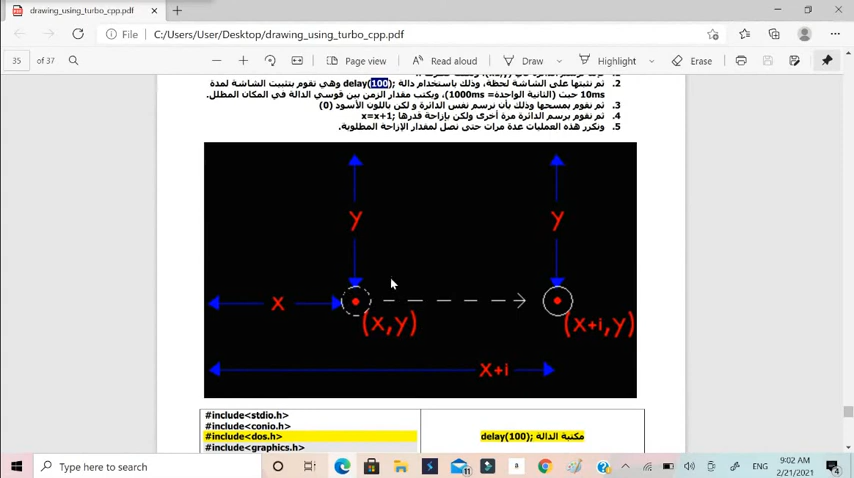 drawing_using_turbo_cpp.pdf
File
C:/Users/User/Desktop/drawing_using_turbo_cpp.pdf
35 of 37
Page view
Read aloud
Draw
Highlight
Erase
2. ثم نثبتها على الشاشة لحظة، وذلك باستخدام دالة delay(100); وهي تقوم بتثبيت الشاشة لمدة
10ms حيث (الثانية الواحدة= 1000ms)، ويكتب مقدار الزمن بين قوسي الدالة في المكان المظلل.
3. ثم نقوم بمسحها وذلك بأن نرسم نفس الدائرة و لكن باللون الأسود (0)
4. ثم نقوم برسم الدائرة مرة أخرى ولكن بإزاحة قدرها x=x+1;
5. ونكرر هذه العمليات عدة مرات حتى نصل لمقدار الإزاحة المطلوبة.
y
y
x
(x,y)
(x+i,y)
x+i
#include<stdio.h>
#include<conio.h>
#include<dos.h>
مكتبة الدالة delay(100);
#include<graphics.h>
Type here to search
11
a
ENG
9:02 AM
2/21/2021
4